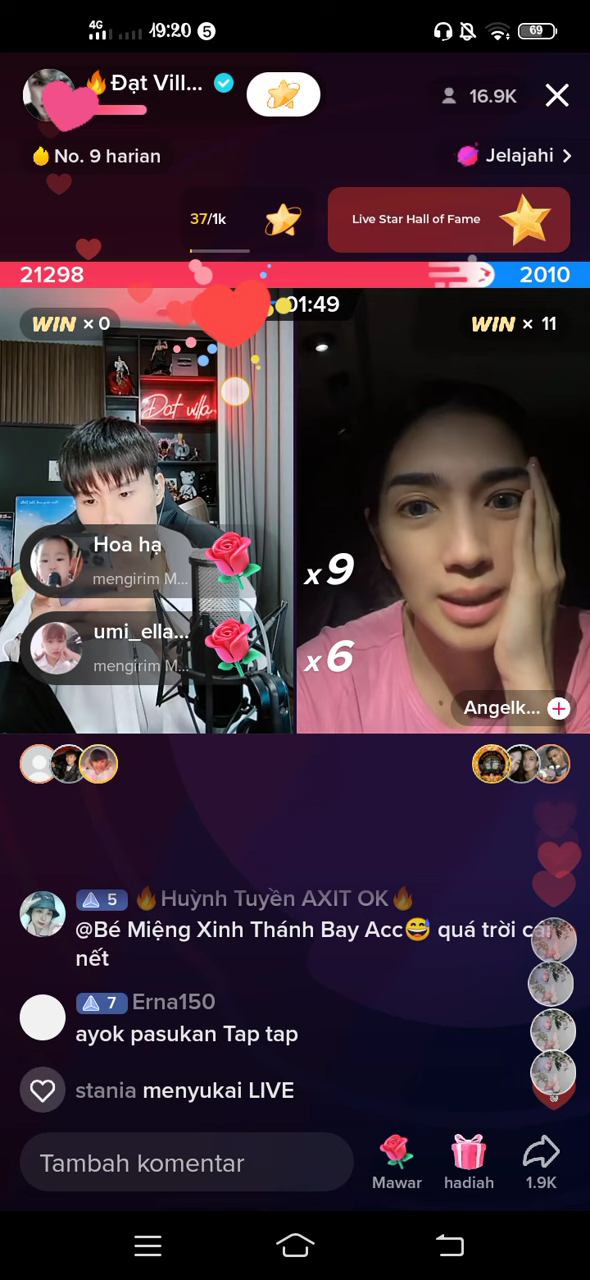 4G
19:20
5
69
🔥Đạt Vill...
16.9K
No. 9 harian
Jelajahi
37/1k
Live Star Hall of Fame
21298
2010
01:49
WIN × 0
WIN × 11
Dat villa
Hoa hạ
mengirim M...
x9
umi_ella...
mengirim M...
x6
Angelk...
5 🔥Huỳnh Tuyền AXIT OK🔥
@Bé Miệng Xinh Thánh Bay Acc😅 quá trời cái
nết
7 Erna150
ayok pasukan Tap tap
stania menyukai LIVE
Tambah komentar
Mawar
hadiah
1.9K